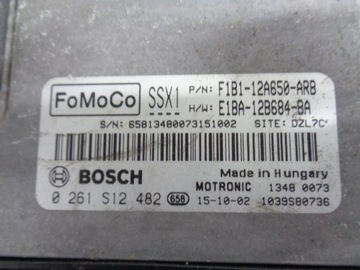 FoMoCo SSX1 P/N: F1B1-12A650-ARB
H/W: E1BA-12B684-BA
S/N: 65813480073151002 SITE: DZL7C
BOSCH Made in Hungary
MOTRONIC 1348 0073
0 261 S12 482 658 15-10-02 1039S80736